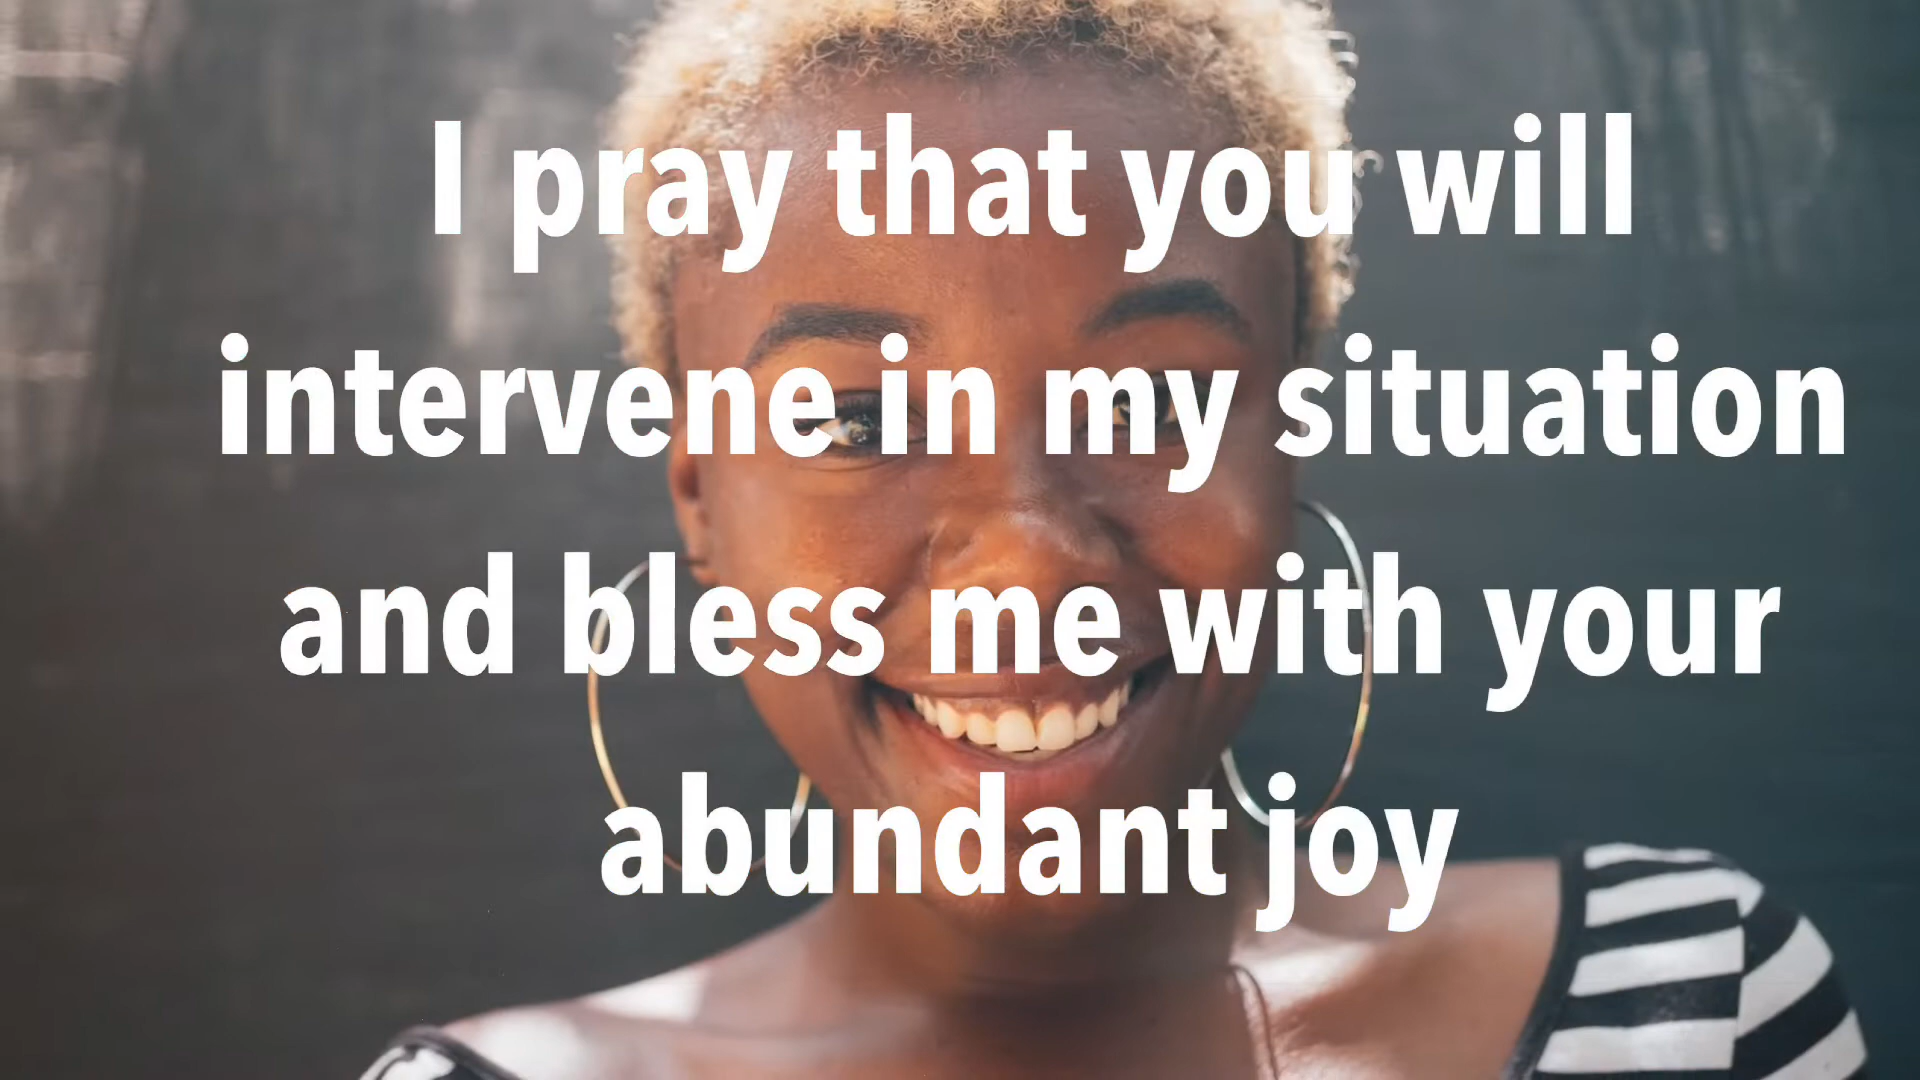 I pray that you will
intervene in my situation
and bless me with your
abundant joy